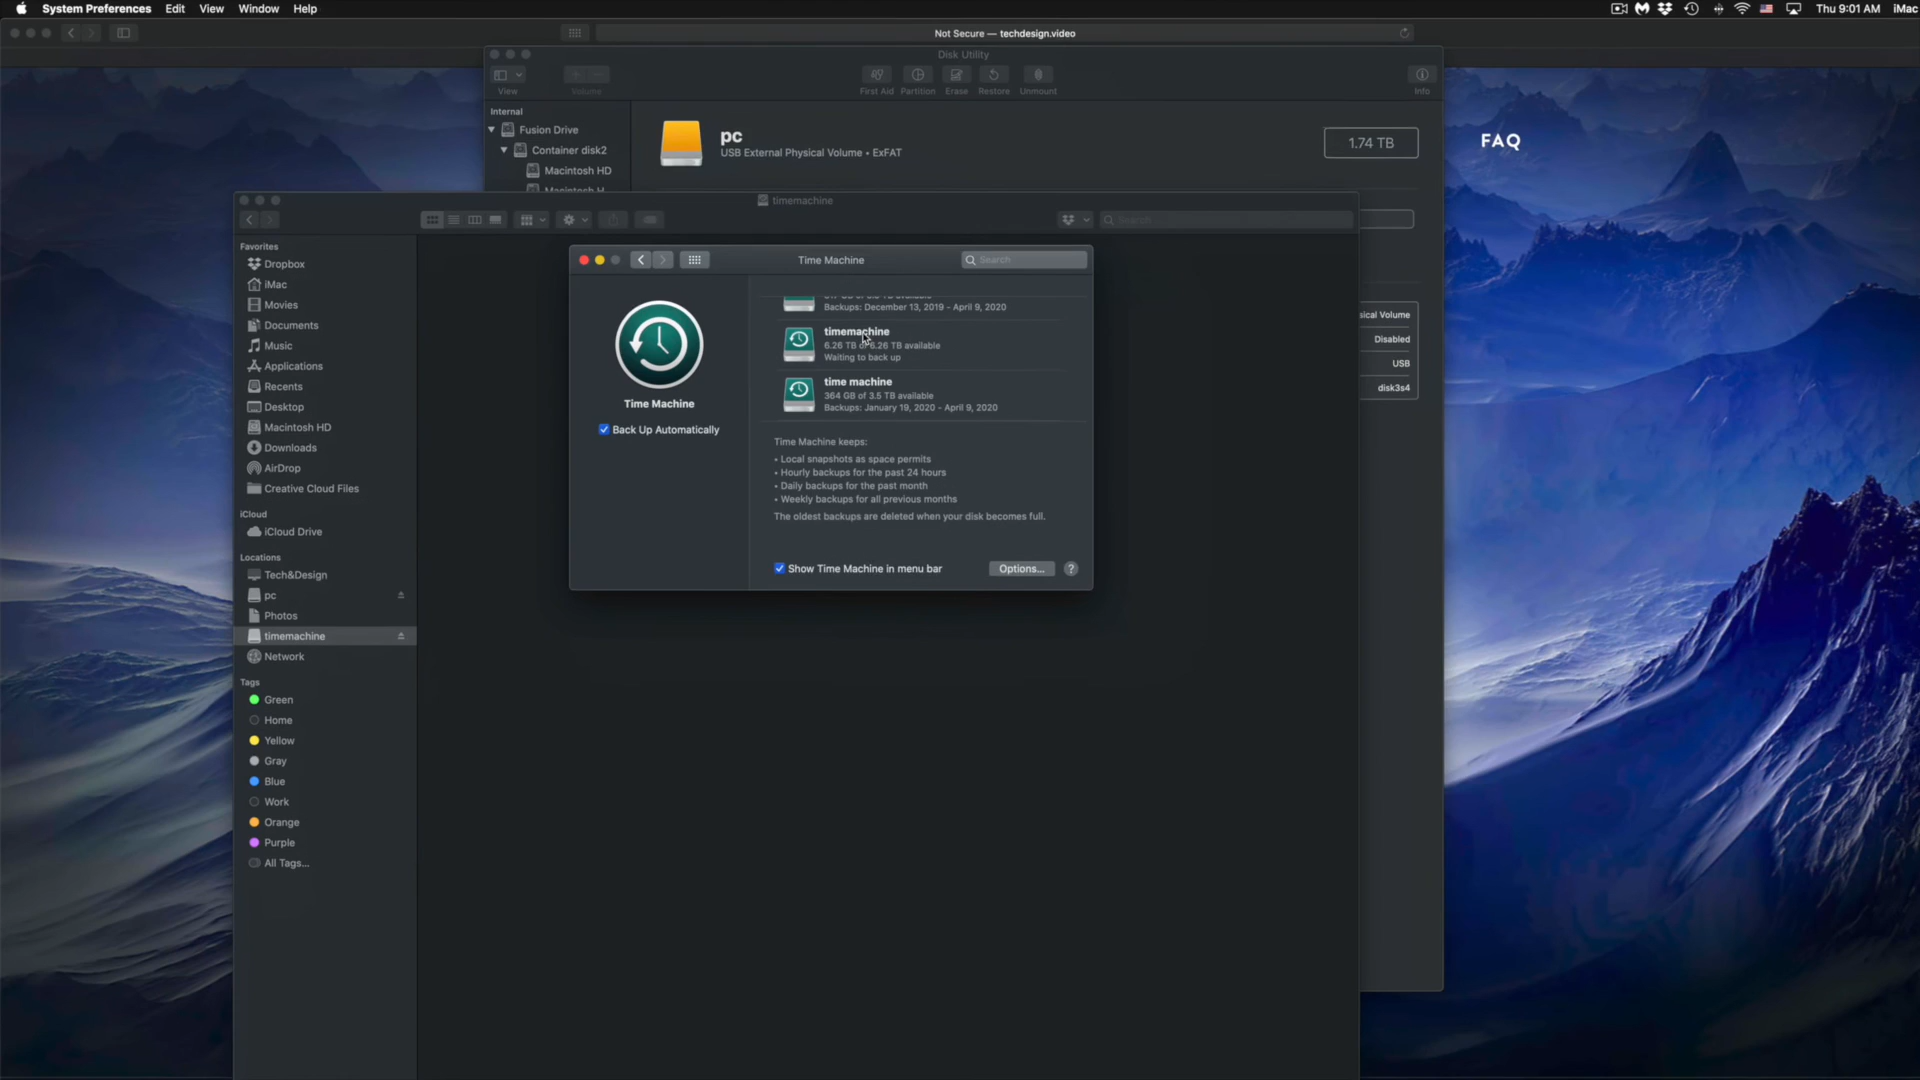 System Preferences Edit View Window Help
Thu 9:01 AM iMac
Not Secure — techdesign.video
Disk Utility
View
Volume
First Aid
Partition
Erase
Restore
Unmount
Info
Internal
Fusion Drive
Container disk2
Macintosh HD
pc
USB External Physical Volume • ExFAT
1.74 TB
FAQ
Disabled
USB
disk3s4
timemachine
Search
Favorites
Dropbox
iMac
Movies
Documents
Music
Applications
Recents
Desktop
Macintosh HD
Downloads
AirDrop
Creative Cloud Files
iCloud
iCloud Drive
Locations
Tech&Design
pc
Photos
timemachine
Network
Tags
Green
Home
Yellow
Gray
Blue
Work
Orange
Purple
All Tags...
Time Machine
Search
Time Machine
Back Up Automatically
Backups: December 13, 2019 - April 9, 2020
timemachine
6.26 TB of 6.26 TB available
Waiting to back up
time machine
364 GB of 3.5 TB available
Backups: January 19, 2020 - April 9, 2020
Time Machine keeps:
• Local snapshots as space permits
• Hourly backups for the past 24 hours
• Daily backups for the past month
• Weekly backups for all previous months
The oldest backups are deleted when your disk becomes full.
Show Time Machine in menu bar
Options...
?